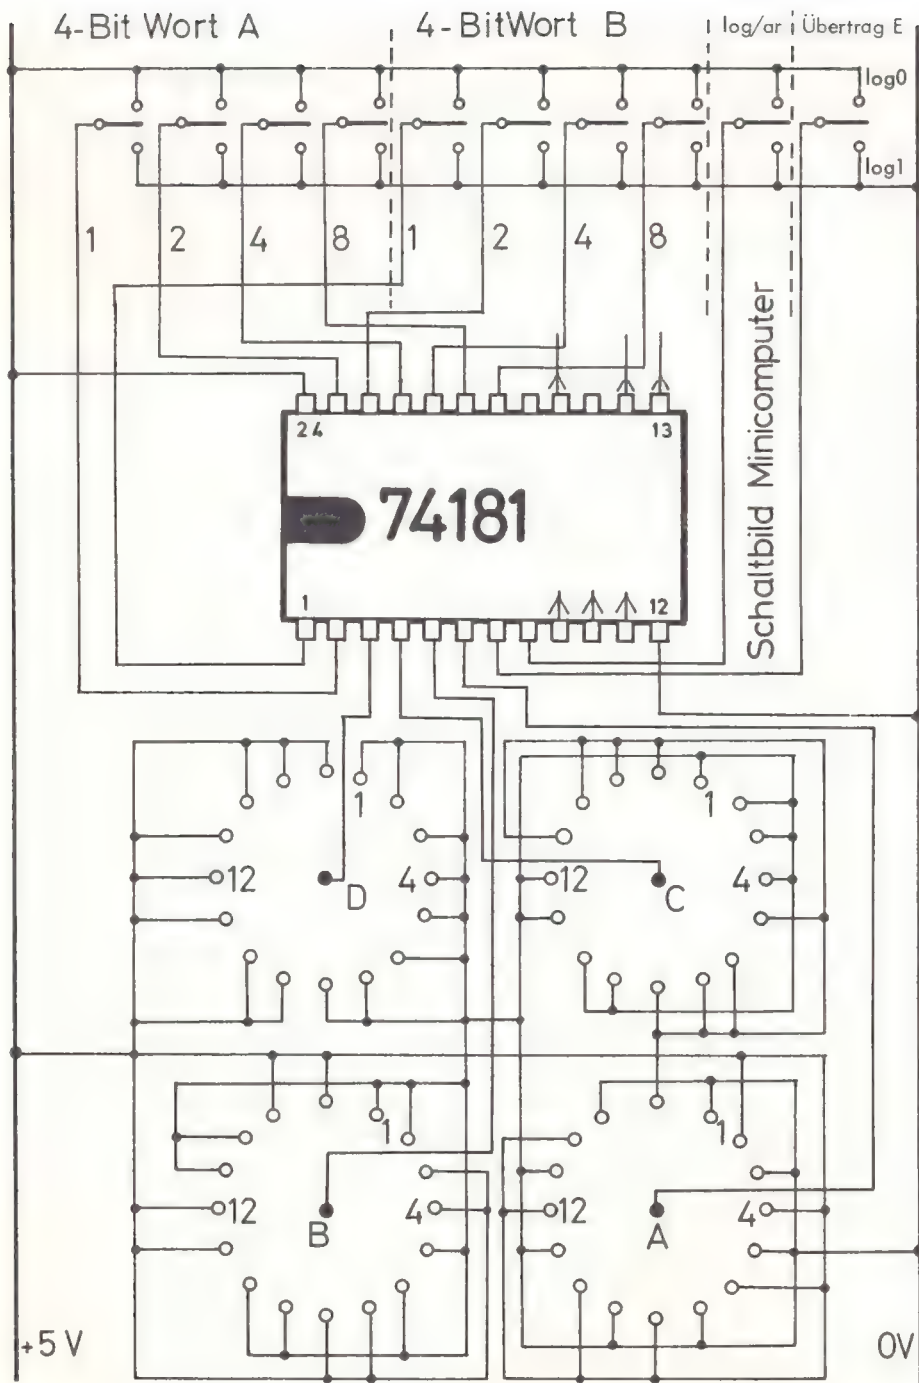 4-Bit Wort A
4-BitWort B
log/ar
Übertrag E
log0
log1
1 2 4 8 1 2 4 8
Schaltbild Minicomputer
24 13
74181
1 12
1 1
12 D 4 12 C 4
1 1
12 B 4 12 A 4
+5V 0V